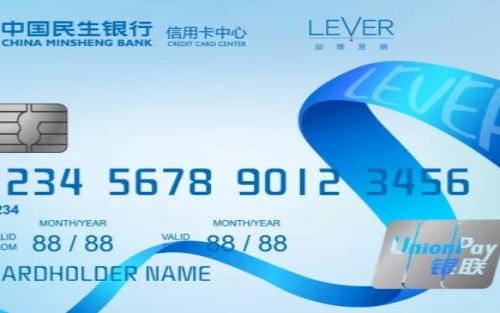 中国民生银行 信用卡中心 LEVER
CHINA MINSHENG BANK CREDIT CARD CENTER
LEVER
234 5678 9012 3456
234
MONTH/YEAR MONTH/YEAR
VALID
88 / 88 88 / 88
ARDHOLDER NAME
UnionPay
银联